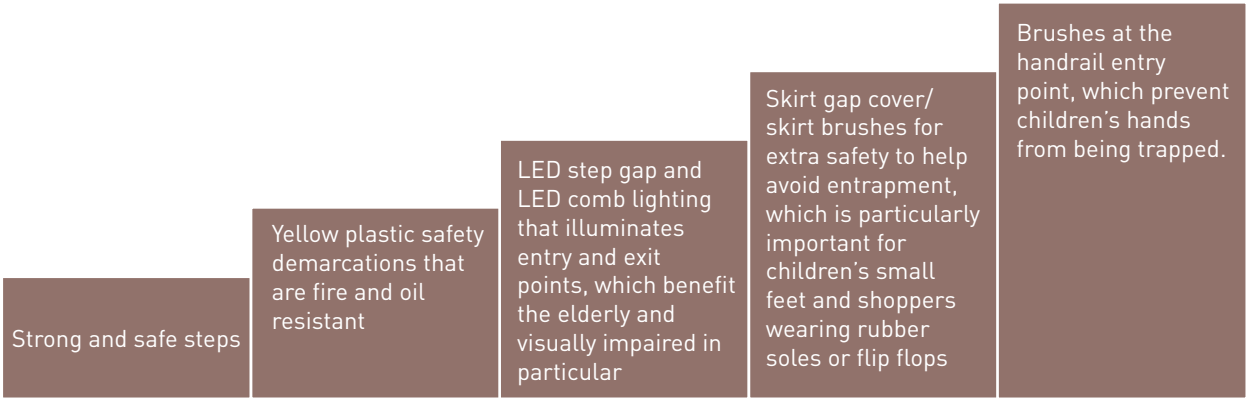 Strong and safe steps
Yellow plastic safety
demarcations that
are fire and oil
resistant
LED step gap and
LED comb lighting
that illuminates
entry and exit
points, which benefit
the elderly and
visually impaired in
particular
Skirt gap cover/
skirt brushes for
extra safety to help
avoid entrapment,
which is particularly
important for
children’s small
feet and shoppers
wearing rubber
soles or flip flops
Brushes at the
handrail entry
point, which prevent
children’s hands
from being trapped.